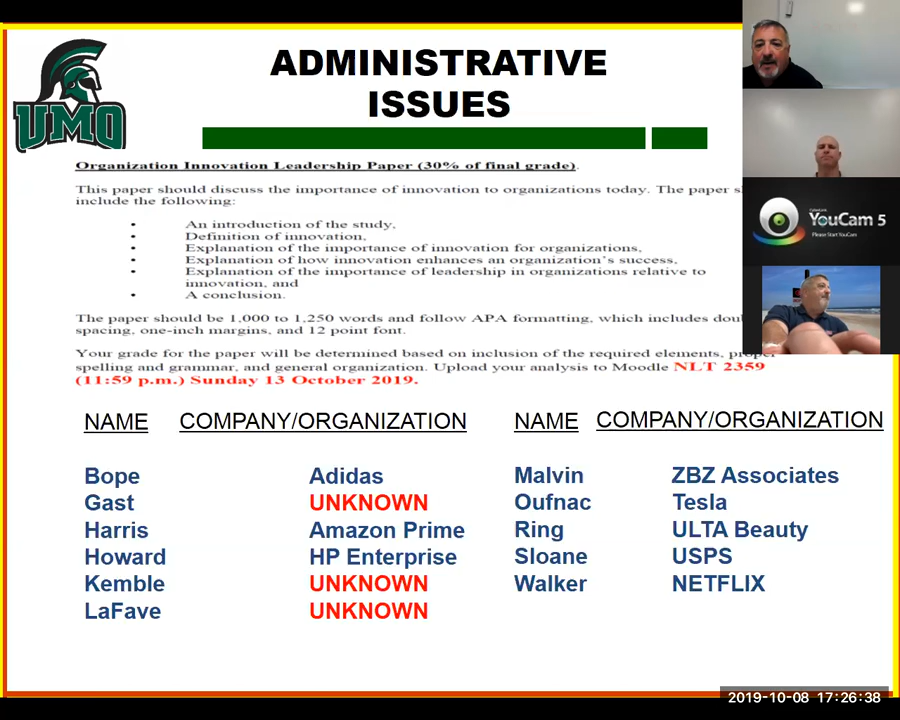 ADMINISTRATIVE
ISSUES
UMO
Organization Innovation Leadership Paper (30% of final grade).
This paper should discuss the importance of innovation to organizations today. The paper
include the following:
• An introduction of the study,
• Definition of innovation,
• Explanation of the importance of innovation for organizations,
• Explanation of how innovation enhances an organization's success,
• Explanation of the importance of leadership in organizations relative to
innovation, and
• A conclusion.
The paper should be 1,000 to 1,250 words and follow APA formatting, which includes
spacing, one-inch margins, and 12 point font.
Your grade for the paper will be determined based on inclusion of the required elements, proper
spelling and grammar, and general organization. Upload your analysis to Moodle NLT 2359
(11:59 p.m.) Sunday 13 October 2019.
NAME COMPANY/ORGANIZATION NAME COMPANY/ORGANIZATION
Bope Adidas Malvin ZBZ Associates
Gast UNKNOWN Oufnac Tesla
Harris Amazon Prime Ring ULTA Beauty
Howard HP Enterprise Sloane USPS
Kemble UNKNOWN Walker NETFLIX
LaFave UNKNOWN
YouCam 5
Please Start YouCam
2019-10-08 17:26:38